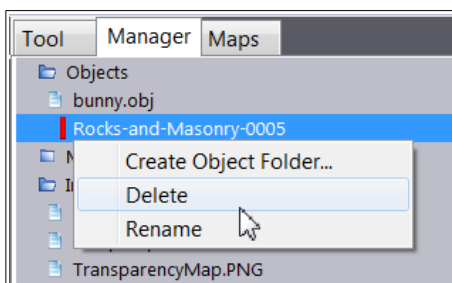 Tool Manager Maps
Objects
bunny.obj
Rocks-and-Masonry-0005
Create Object Folder...
Delete
Rename
TransparencyMap.PNG